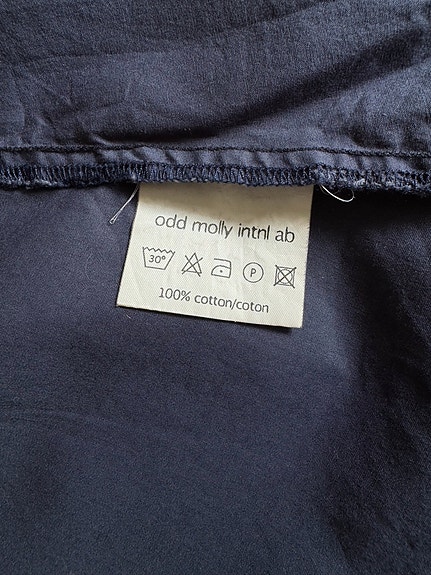 odd molly intnl ab
30° P
100% cotton/coton